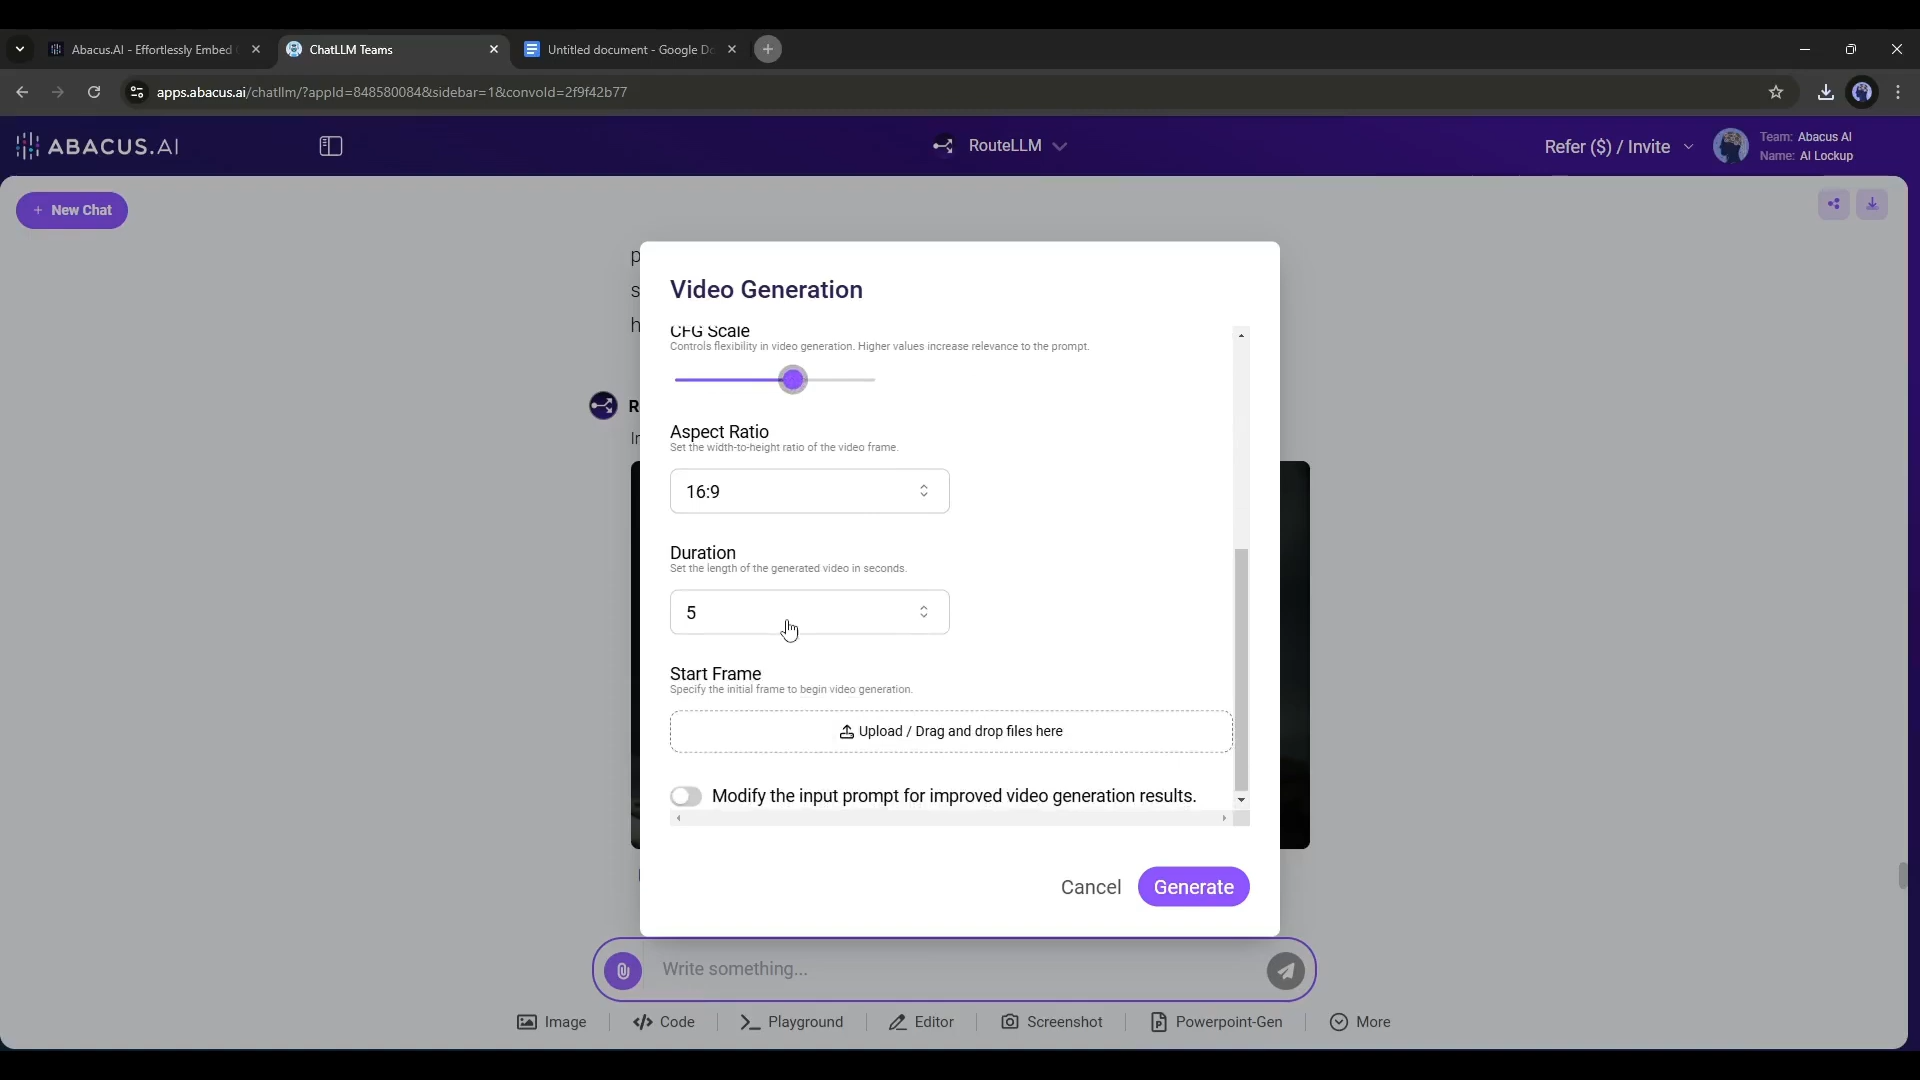 Abacus.AI - Effortlessly Embed
ChatLLM Teams
Untitled document - Google Do
apps.abacus.ai/chatllm/?appId=848580084&sidebar=1&convoId=2f9f42b77
ABACUS.AI
RouteLLM
Refer ($) / Invite
Team: Abacus AI
Name: AI Lockup
+ New Chat
Video Generation
CFG Scale
Controls flexibility in video generation. Higher values increase relevance to the prompt.
Aspect Ratio
Set the width-to-height ratio of the video frame.
16:9
Duration
Set the length of the generated video in seconds.
5
Start Frame
Specify the initial frame to begin video generation.
Upload / Drag and drop files here
Modify the input prompt for improved video generation results.
Cancel
Generate
Write something...
Image
Code
Playground
Editor
Screenshot
Powerpoint-Gen
More